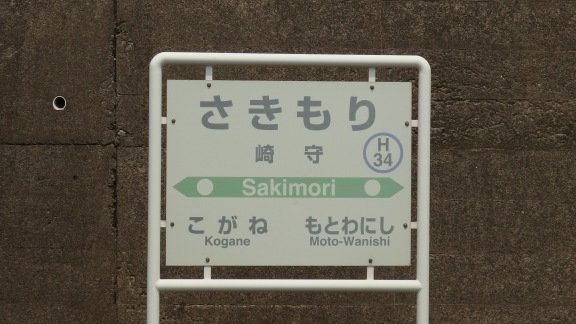 さきもり
崎守
H
34
Sakimori
こがね もとわにし
Kogane Moto-Wanishi